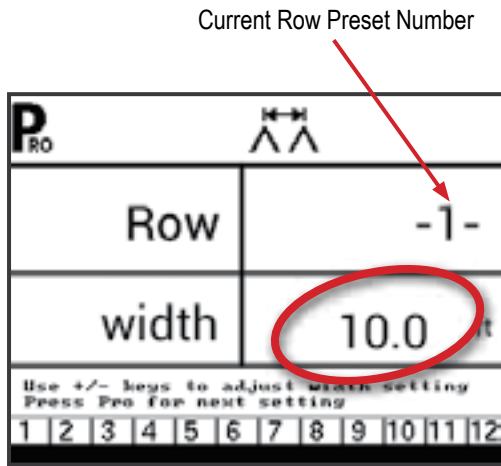 Current Row Preset Number
PRO
Row -1-
width 10.0
Use +/- keys to adjust width setting
Press Pro for next setting
1 2 3 4 5 6 7 8 9 10 11 12